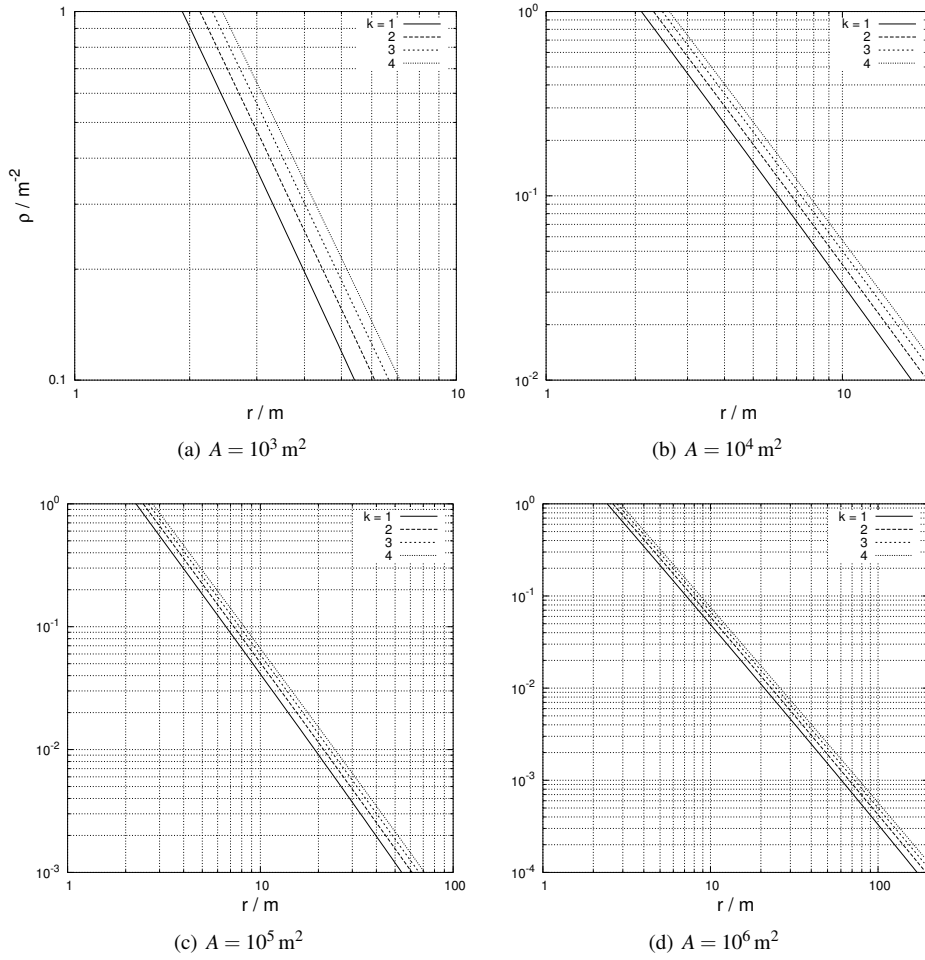 1
0.1
ρ / m⁻²
1
10
r / m
k = 1
2
3
4
(a) A = 10³ m²
10⁰
10⁻¹
10⁻²
1
10
r / m
k = 1
2
3
4
(b) A = 10⁴ m²
10⁰
10⁻¹
10⁻²
10⁻³
1
10
100
r / m
k = 1
2
3
4
(c) A = 10⁵ m²
10⁰
10⁻¹
10⁻²
10⁻³
10⁻⁴
1
10
100
r / m
k = 1
2
3
4
(d) A = 10⁶ m²